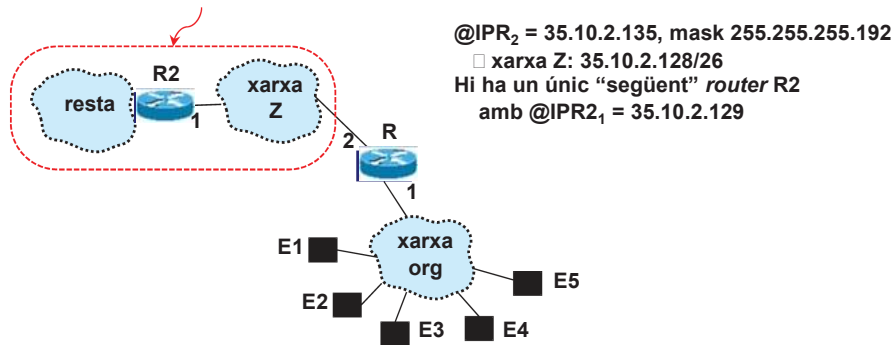 @IPR2 = 35.10.2.135, mask 255.255.255.192
□ xarxa Z: 35.10.2.128/26
Hi ha un únic “següent” router R2
amb @IPR21 = 35.10.2.129
resta
R2
1
xarxa
Z
2
R
1
xarxa
org
E1
E2
E3
E4
E5